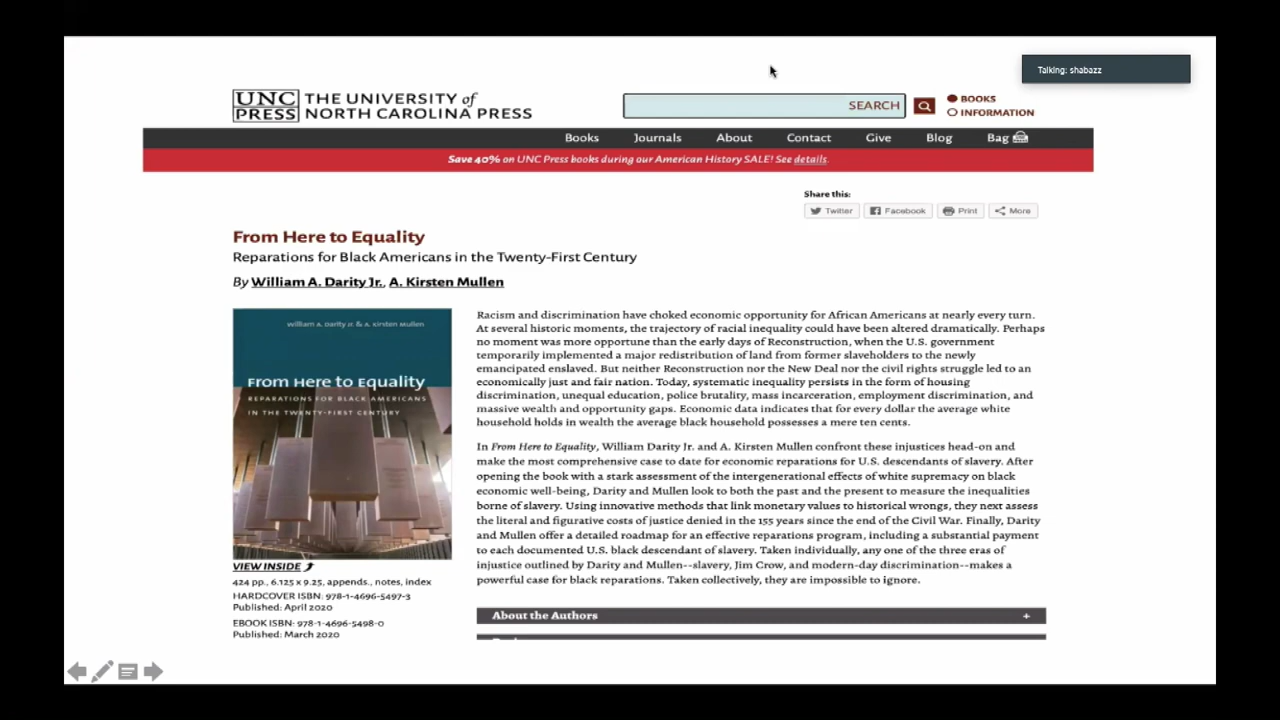 Talking: shabazz
UNC PRESS
THE UNIVERSITY of
NORTH CAROLINA PRESS
SEARCH
BOOKS
INFORMATION
Books Journals About Contact Give Blog Bag
Save 40% on UNC Press books during our American History SALE! See details.
Share this:
Twitter Facebook Print More
From Here to Equality
Reparations for Black Americans in the Twenty-First Century
By William A. Darity Jr., A. Kirsten Mullen
William A. Darity Jr. & A. Kirsten Mullen
From Here to Equality
REPARATIONS FOR BLACK AMERICANS
IN THE TWENTY-FIRST CENTURY
VIEW INSIDE
424 pp., 6.125 x 9.25, appends., notes, index
HARDCOVER ISBN: 978-1-4696-5497-3
Published: April 2020
EBOOK ISBN: 978-1-4696-5498-0
Published: March 2020
Racism and discrimination have choked economic opportunity for African Americans at nearly every turn.
At several historic moments, the trajectory of racial inequality could have been altered dramatically. Perhaps
no moment was more opportune than the early days of Reconstruction, when the U.S. government
temporarily implemented a major redistribution of land from former slaveholders to the newly
emancipated enslaved. But neither Reconstruction nor the New Deal nor the civil rights struggle led to an
economically just and fair nation. Today, systematic inequality persists in the form of housing
discrimination, unequal education, police brutality, mass incarceration, employment discrimination, and
massive wealth and opportunity gaps. Economic data indicates that for every dollar the average white
household holds in wealth the average black household possesses a mere ten cents.
In From Here to Equality, William Darity Jr. and A. Kirsten Mullen confront these injustices head-on and
make the most comprehensive case to date for economic reparations for U.S. descendants of slavery. After
opening the book with a stark assessment of the intergenerational effects of white supremacy on black
economic well-being, Darity and Mullen look to both the past and the present to measure the inequalities
borne of slavery. Using innovative methods that link monetary values to historical wrongs, they next assess
the literal and figurative costs of justice denied in the 155 years since the end of the Civil War. Finally, Darity
and Mullen offer a detailed roadmap for an effective reparations program, including a substantial payment
to each documented U.S. black descendant of slavery. Taken individually, any one of the three eras of
injustice outlined by Darity and Mullen--slavery, Jim Crow, and modern-day discrimination--makes a
powerful case for black reparations. Taken collectively, they are impossible to ignore.
About the Authors +